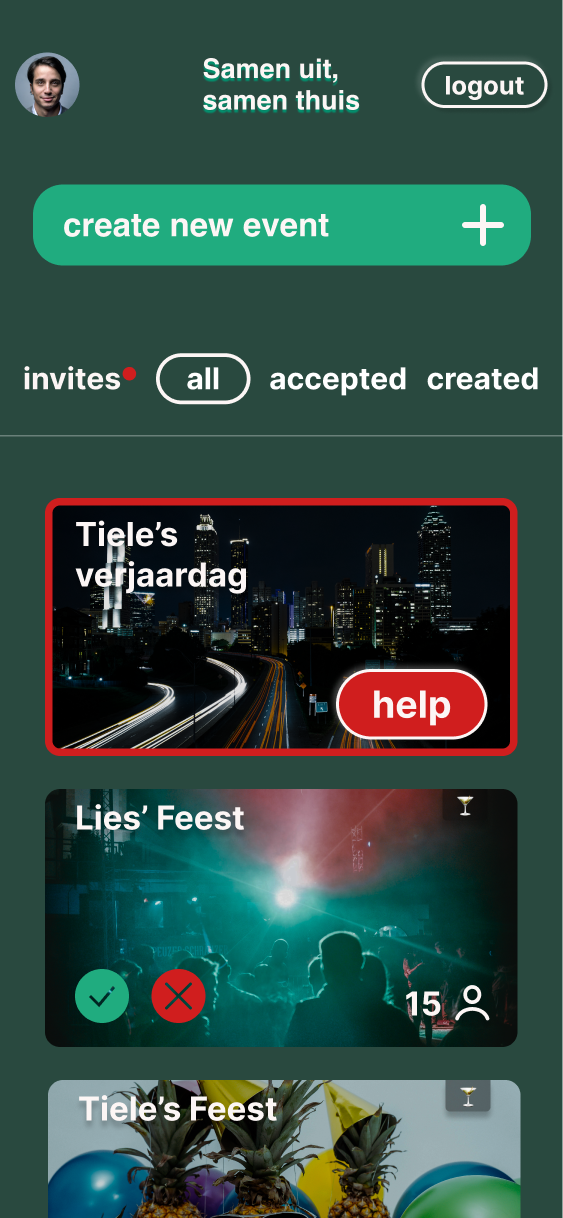 Samen uit,
samen thuis
logout
create new event
invites
all
accepted
created
Tiele’s
verjaardag
help
Lies’ Feest
15
Tiele’s Feest